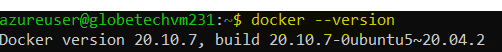 azureuser@globetechvm231:~$ docker --version
Docker version 20.10.7, build 20.10.7-0ubuntu5~20.04.2